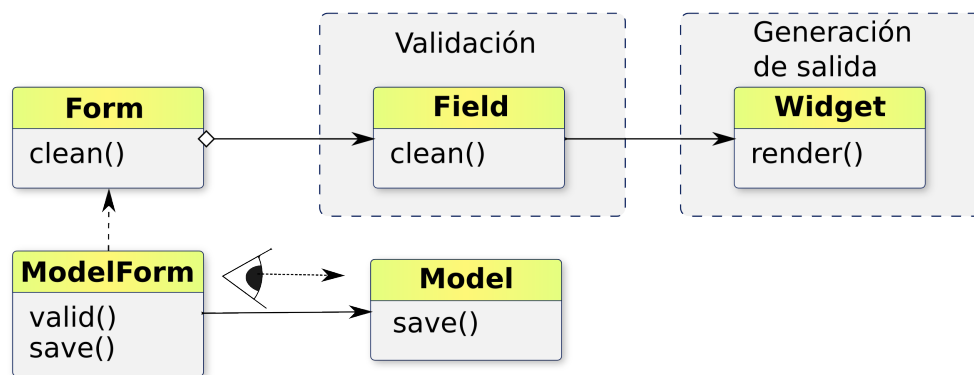 Validación
Generación
de salida
Form
clean()
Field
clean()
Widget
render()
ModelForm
valid()
save()
Model
save()